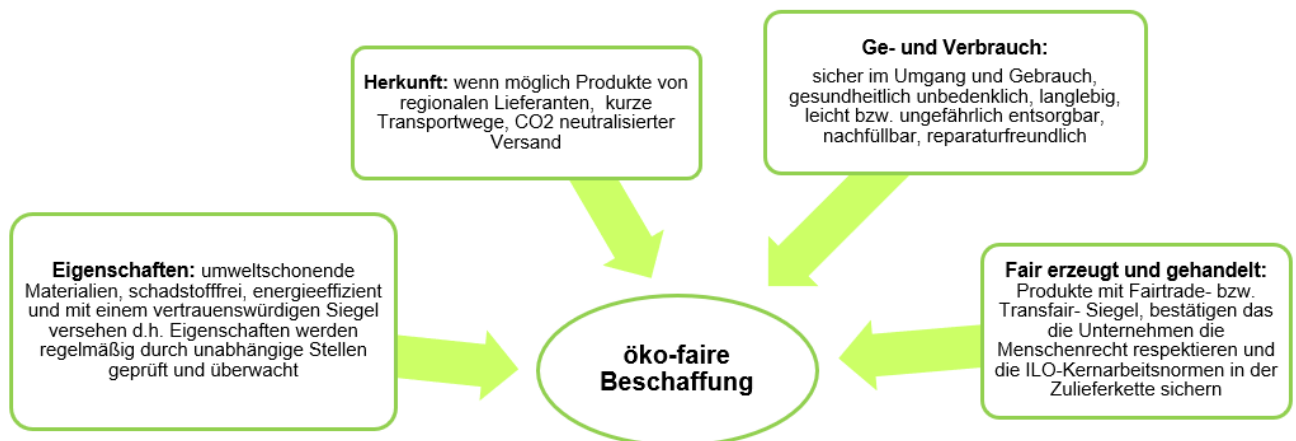 Eigenschaften: umweltschonende
Materialien, schadstofffrei, energieeffizient
und mit einem vertrauenswürdigen Siegel
versehen d.h. Eigenschaften werden
regelmäßig durch unabhängige Stellen
geprüft und überwacht
Herkunft: wenn möglich Produkte von
regionalen Lieferanten, kurze
Transportwege, CO2 neutralisierter
Versand
Ge- und Verbrauch:
sicher im Umgang und Gebrauch,
gesundheitlich unbedenklich, langlebig,
leicht bzw. ungefährlich entsorgbar,
nachfüllbar, reparaturfreundlich
Fair erzeugt und gehandelt:
Produkte mit Fairtrade- bzw.
Transfair- Siegel, bestätigen das
die Unternehmen die
Menschenrecht respektieren und
die ILO-Kernarbeitsnormen in der
Zulieferkette sichern
öko-faire
Beschaffung